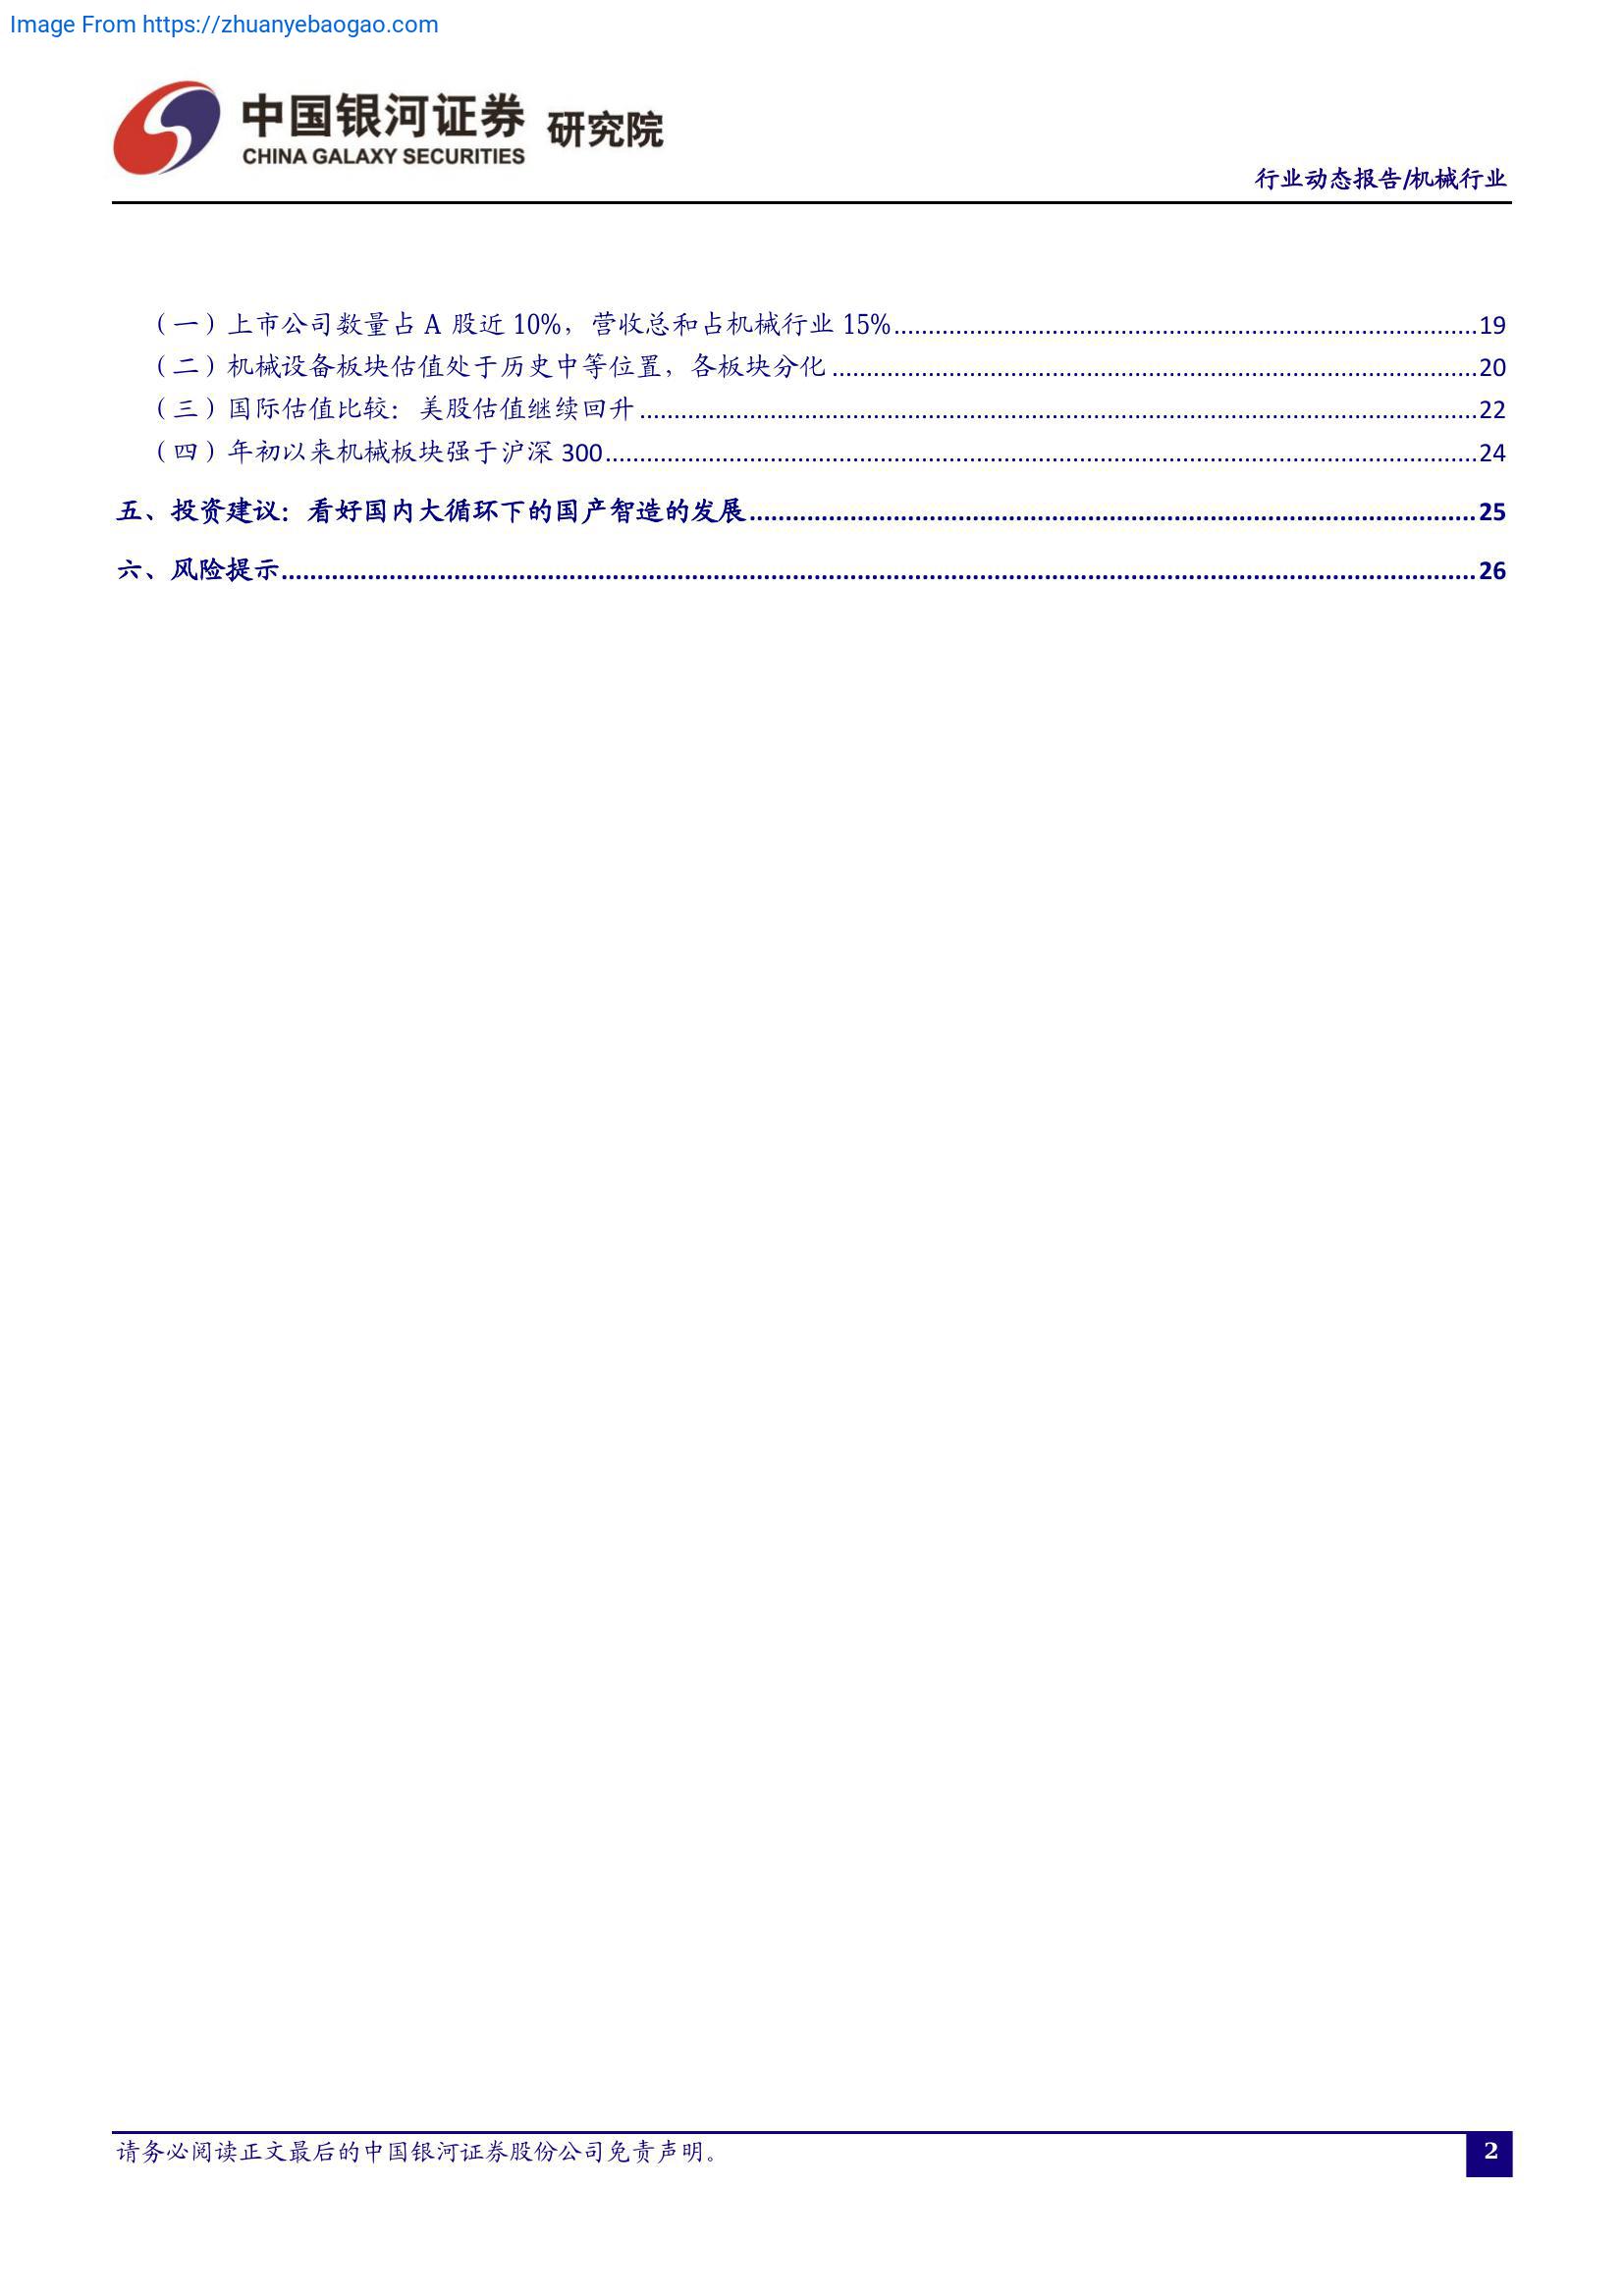 Image From https://zhuanyebaogao.com
中国银河证券 研究院
CHINA GALAXY SECURITIES
行业动态报告/机械行业
（一）上市公司数量占 A 股近 10%，营收总和占机械行业 15%..........19
（二）机械设备板块估值处于历史中等位置，各板块分化..........20
（三）国际估值比较：美股估值继续回升..........22
（四）年初以来机械板块强于沪深 300..........24
五、投资建议：看好国内大循环下的国产智造的发展..........25
六、风险提示..........26
请务必阅读正文最后的中国银河证券股份公司免责声明。
2